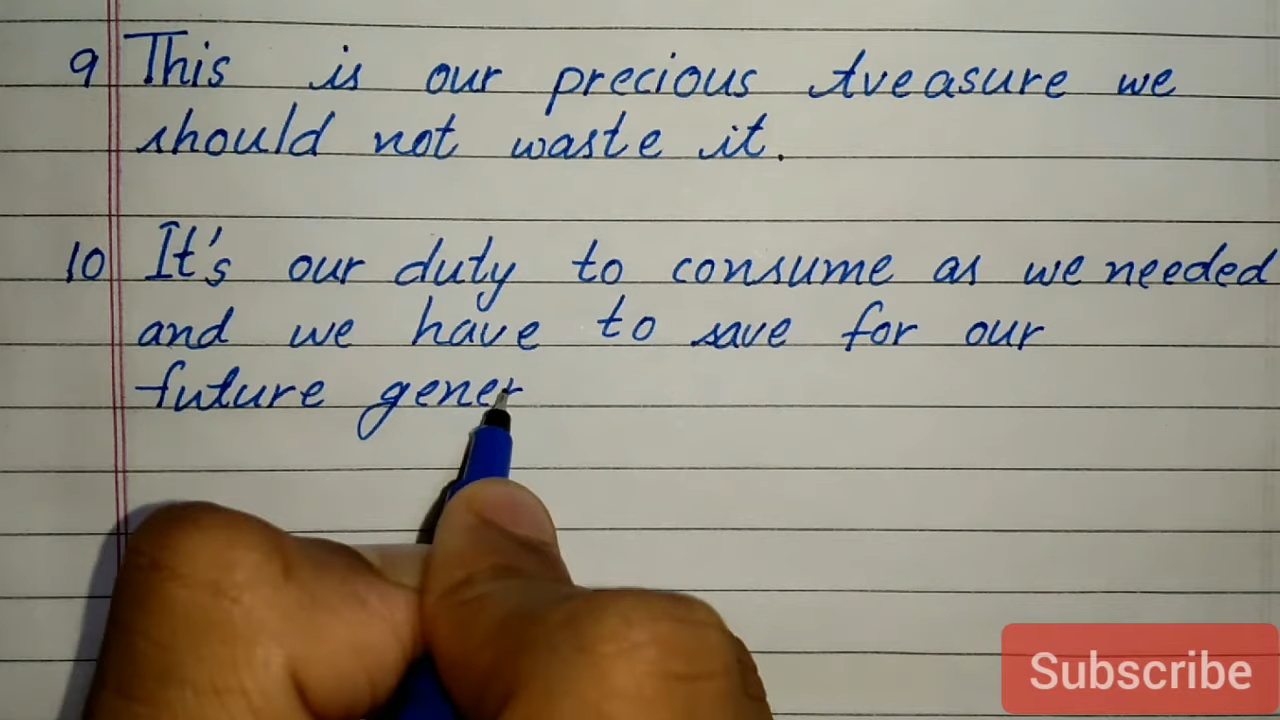 9 This is our precious treasure we
should not waste it.
10 It's our duty to consume as we needed
and we have to save for our
future gener
Subscribe